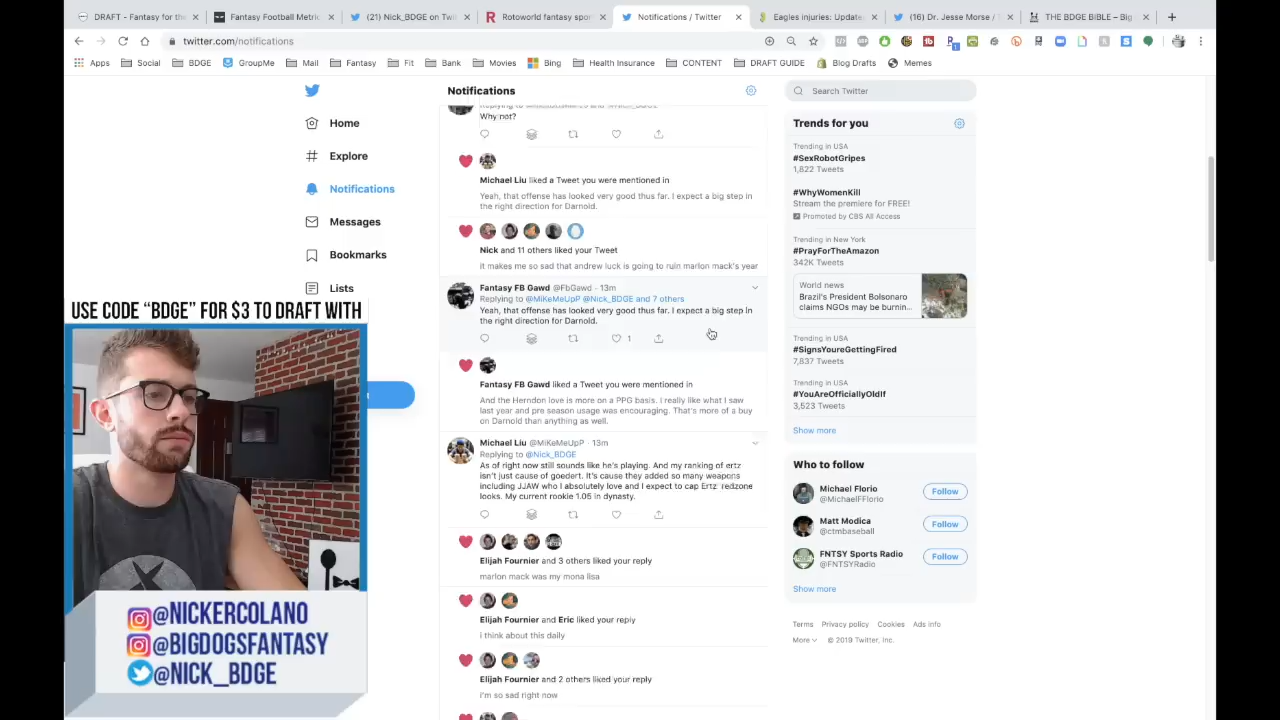 DRAFT - Fantasy for the
Fantasy Football Metric
(21) Nick_BDGE on Tw
Rotoworld fantasy spor
Notifications / Twitter
Eagles injuries: Update
(16) Dr. Jesse Morse /
THE BDGE BIBLE – Big
twitter.com/notifications
Apps
Social
BDGE
GroupMe
Mail
Fantasy
Fit
Bank
Movies
Bing
Health Insurance
CONTENT
DRAFT GUIDE
Blog Drafts
Memes
Home
Explore
Notifications
Messages
Bookmarks
Lists
Notifications
Why not?
Michael Liu liked a Tweet you were mentioned in
Yeah, that offense has looked very good thus far. I expect a big step in
the right direction for Darnold.
Nick and 11 others liked your Tweet
it makes me so sad that andrew luck is going to ruin marlon mack's year
Fantasy FB Gawd @FbGawd · 13m
Replying to @MiKeMeUpP @Nick_BDGE and 7 others
Yeah, that offense has looked very good thus far. I expect a big step in
the right direction for Darnold.
1
Fantasy FB Gawd liked a Tweet you were mentioned in
And the Herndon love is more on a PPG basis. I really like what I saw
last year and pre season usage was encouraging. That's more of a buy
on Darnold than anything as well.
Michael Liu @MiKeMeUpP · 13m
Replying to @Nick_BDGE
As of right now still sounds like he's playing. And my ranking of ertz
isn't just cause of goedert. It's cause they added so many weapons
including JJAW who I absolutely love and I expect to cap Ertz redzone
looks. My current rookie 1.05 in dynasty.
Elijah Fournier and 3 others liked your reply
marlon mack was my mona lisa
Elijah Fournier and Eric liked your reply
i think about this daily
Elijah Fournier and 2 others liked your reply
i'm so sad right now
Search Twitter
Trends for you
Trending in USA
#SexRobotGripes
1,822 Tweets
#WhyWomenKill
Stream the premiere for FREE!
Promoted by CBS All Access
Trending in New York
#PrayForTheAmazon
342K Tweets
World news
Brazil's President Bolsonaro
claims NGOs may be burnin...
Trending in USA
#SignsYoureGettingFired
7,837 Tweets
Trending in USA
#YouAreOfficiallyOldIf
3,523 Tweets
Show more
Who to follow
Michael Florio
@MichaelFFlorio
Follow
Matt Modica
@ctmbaseball
Follow
FNTSY Sports Radio
@FNTSYRadio
Follow
Show more
Terms Privacy policy Cookies Ads info
More © 2019 Twitter, Inc.
USE CODE “BDGE” FOR $3 TO DRAFT WITH
@NICKERCOLANO
@BIGDOGSFANTASY
@NICK_BDGE